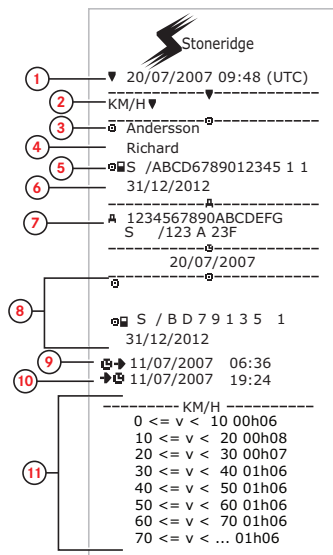 Stoneridge
1 20/07/2007 09:48 (UTC)
2 KM/H
3 Andersson
4 Richard
5 S /ABCD6789012345 1 1
6 31/12/2012
7 1234567890ABCDEFG
S /123 A 23F
20/07/2007
8
S / B D 7 9 1 3 5 1
31/12/2012
9 11/07/2007 06:36
10 11/07/2007 19:24
KM/H
0 <= v < 10 00h06
10 <= v < 20 00h08
20 <= v < 30 00h07
30 <= v < 40 01h06
11 40 <= v < 50 01h06
50 <= v < 60 01h06
60 <= v < 70 01h06
70 <= v < ... 01h06